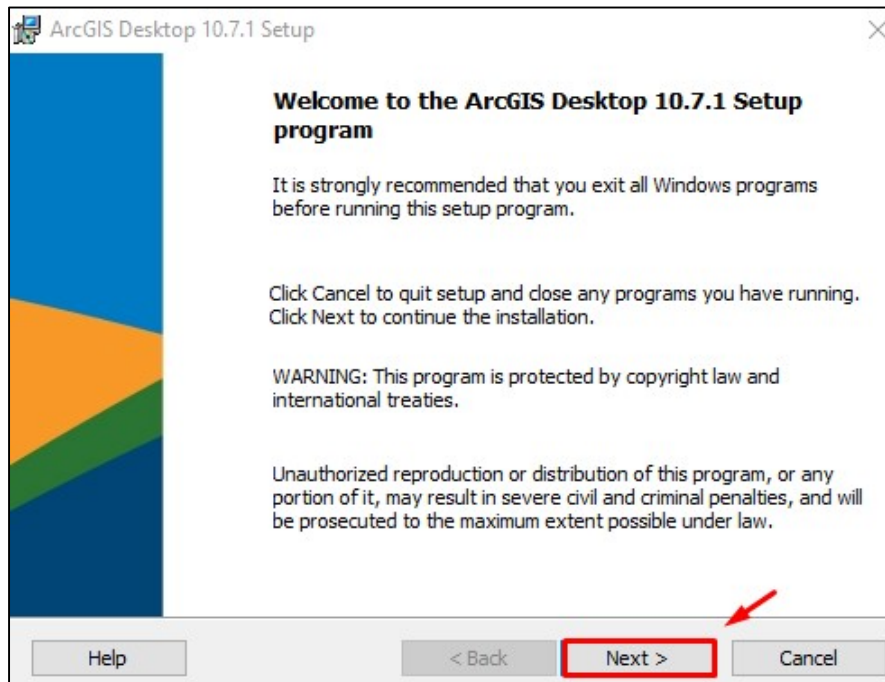 ArcGIS Desktop 10.7.1 Setup
Welcome to the ArcGIS Desktop 10.7.1 Setup
program
It is strongly recommended that you exit all Windows programs
before running this setup program.
Click Cancel to quit setup and close any programs you have running.
Click Next to continue the installation.
WARNING: This program is protected by copyright law and
international treaties.
Unauthorized reproduction or distribution of this program, or any
portion of it, may result in severe civil and criminal penalties, and will
be prosecuted to the maximum extent possible under law.
Help < Back Next > Cancel